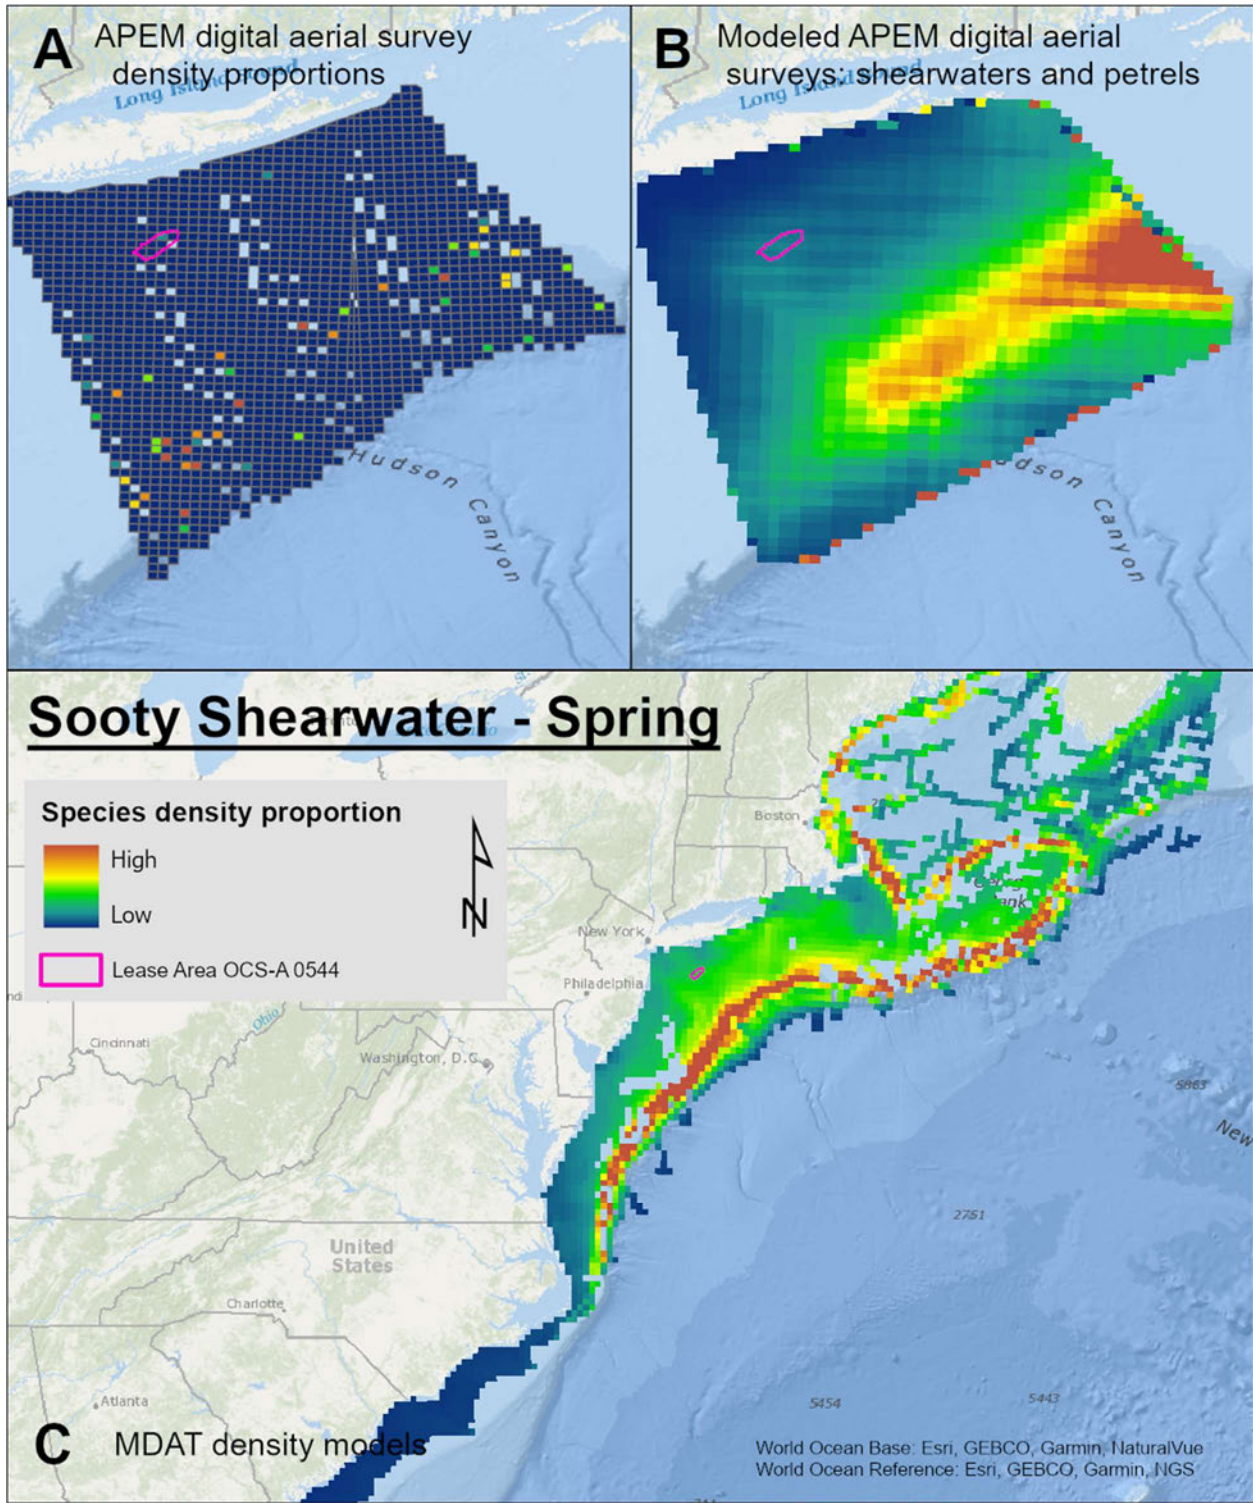 A APEM digital aerial survey
density proportions
Long Island Sound
Hudson Canyon
B Modeled APEM digital aerial
surveys: shearwaters and petrels
Long Island Sound
Canyon
Sooty Shearwater - Spring
Species density proportion
High
Low
N
Lease Area OCS-A 0544
Boston
New York
Philadelphia
Ohio
Cincinnati
Washington, D.C.
5863
New
2751
United
States
Charlotte
Atlanta
5454
5443
C MDAT density models
World Ocean Base: Esri, GEBCO, Garmin, NaturalVue
World Ocean Reference: Esri, GEBCO, Garmin, NGS